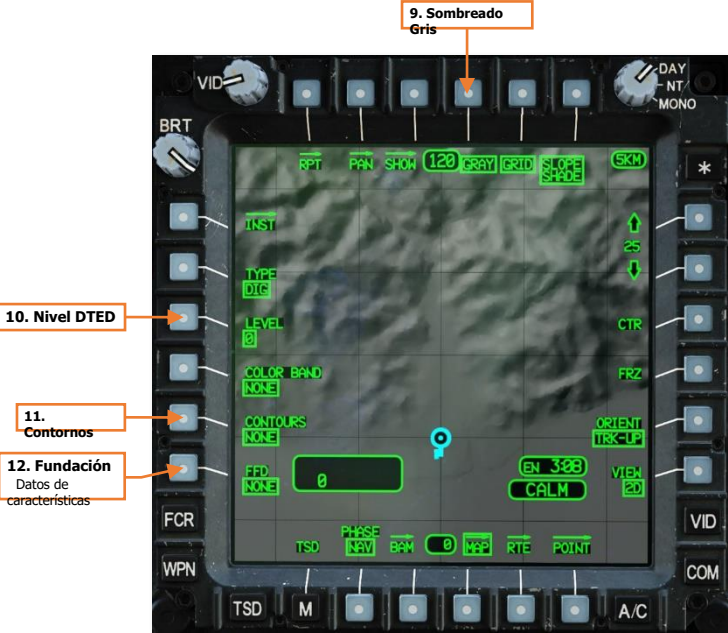 9. Sombreado
Gris
VID
DAY
NT
MONO
BRT
RPT PAN SHOW 120 GRAY GRID SLOPE
SHADE
5KM
*
INST
25
TYPE
DIG
10. Nivel DTED
LEVEL
0
CTR
COLOR BAND
NONE
FRZ
11.
Contornos
CONTOURS
NONE
ORIENT
TRK-UP
12. Fundación
Datos de
características
FFD
NONE
0
EN 3:08
CALM
VIEW
2D
FCR
VID
PHASE
TSD NAV BAM 0 MAP RTE POINT
WPN
COM
TSD M A/C